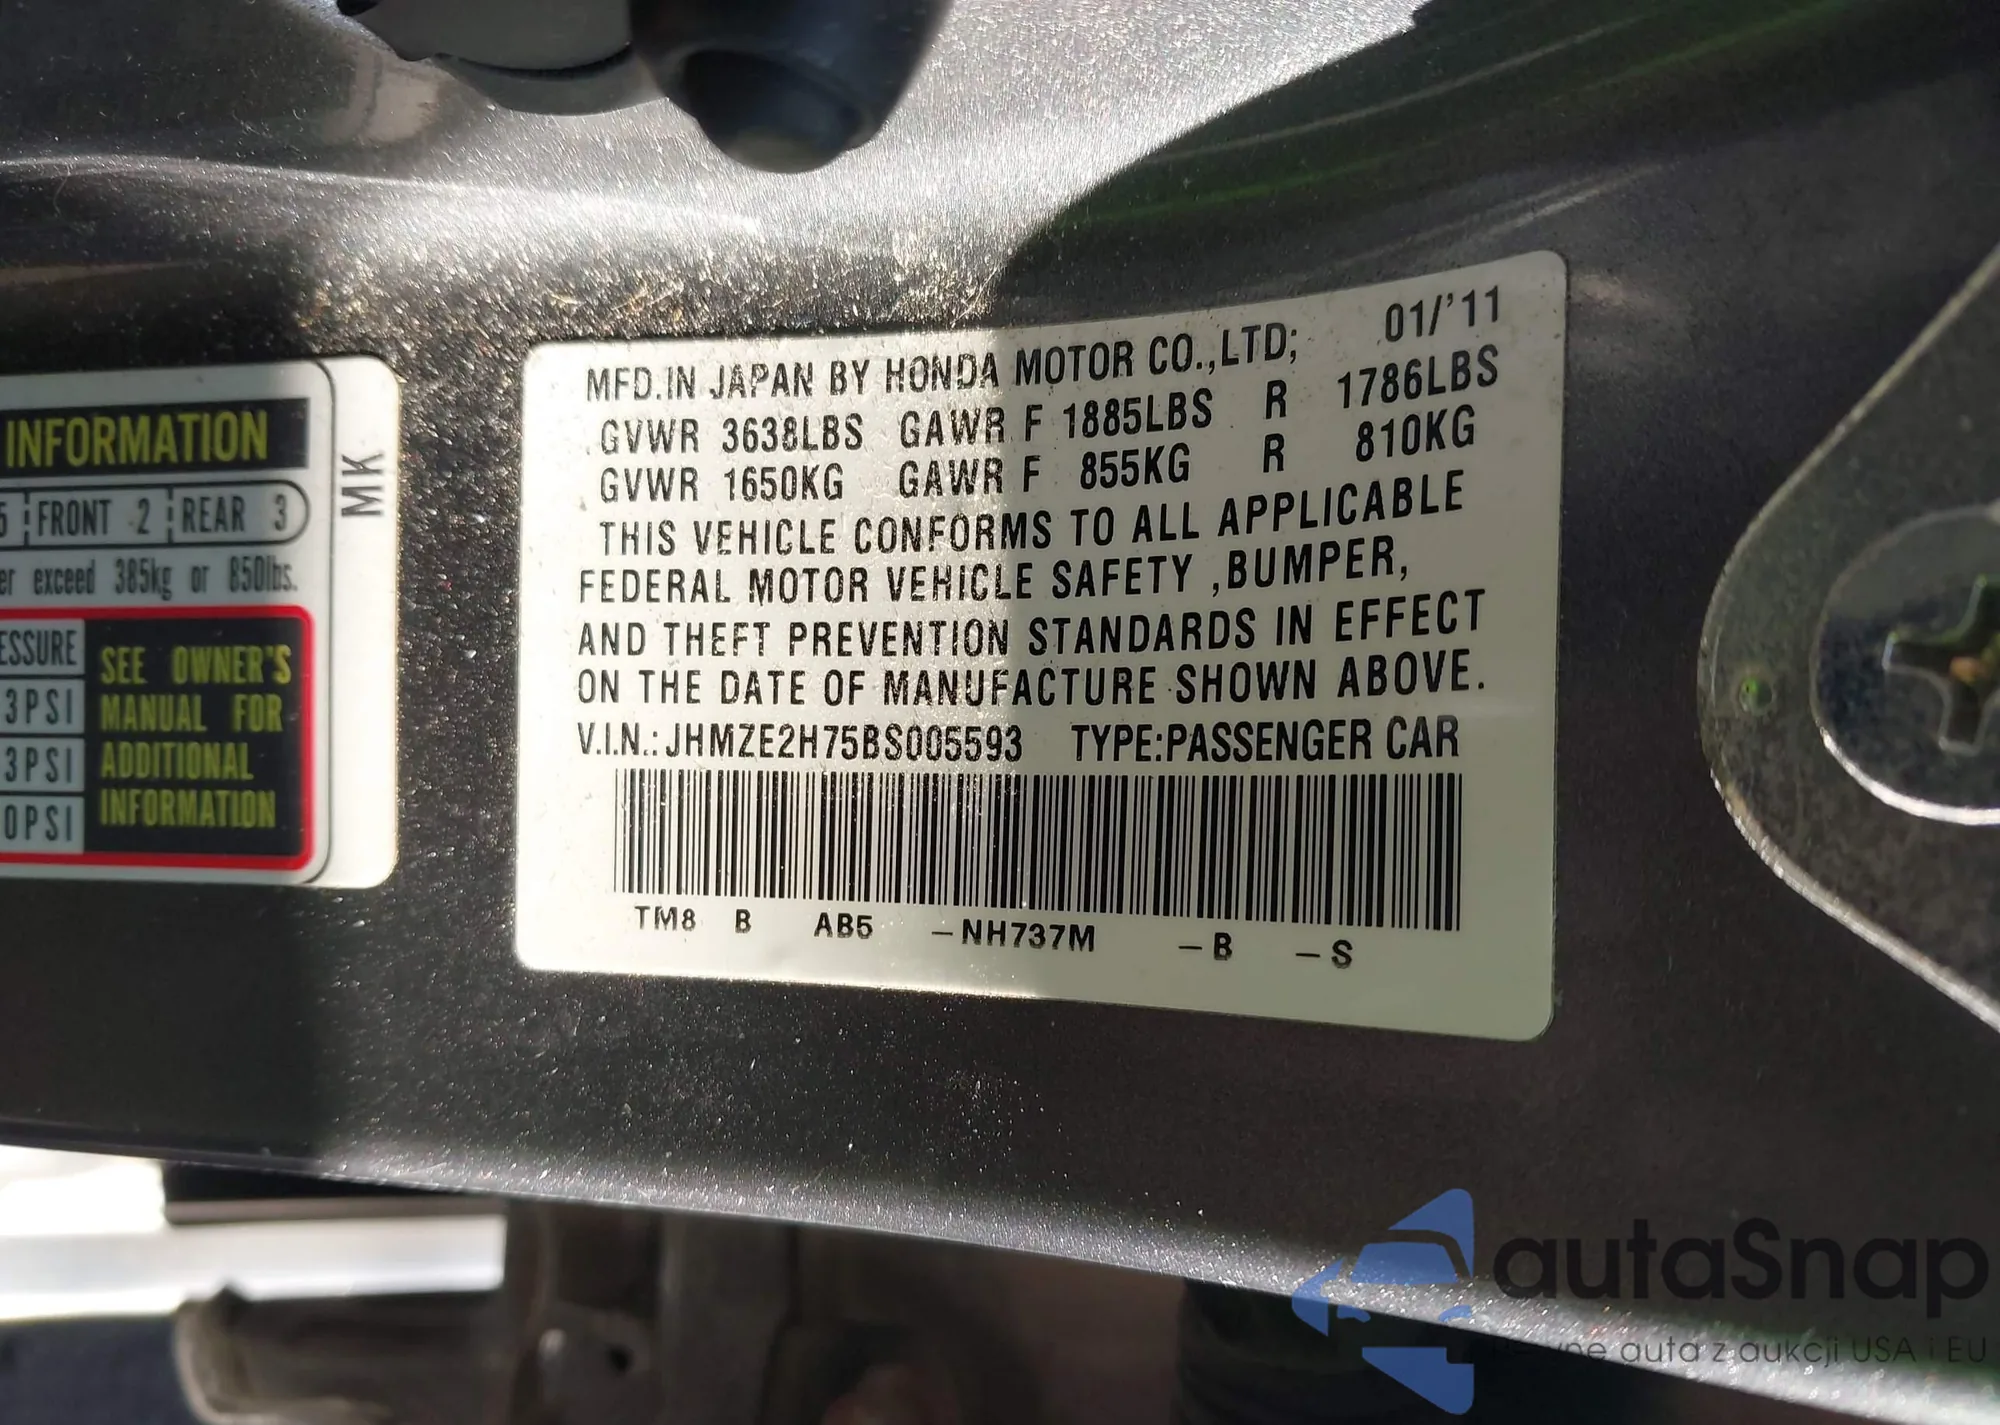 INFORMATION
5 FRONT 2 REAR 3
er exceed 385kg or 850lbs.
ESSURE
3PSI
3PSI
0PSI
SEE OWNER'S
MANUAL FOR
ADDITIONAL
INFORMATION
MK
MFD.IN JAPAN BY HONDA MOTOR CO.,LTD; 01/'11
GVWR 3638LBS GAWR F 1885LBS R 1786LBS
GVWR 1650KG GAWR F 855KG R 810KG
THIS VEHICLE CONFORMS TO ALL APPLICABLE
FEDERAL MOTOR VEHICLE SAFETY ,BUMPER,
AND THEFT PREVENTION STANDARDS IN EFFECT
ON THE DATE OF MANUFACTURE SHOWN ABOVE.
V.I.N.: JHMZE2H75BS005593 TYPE:PASSENGER CAR
TM8 B AB5 -NH737M -B -S
autaSnap
auta z aukcji USA i EU